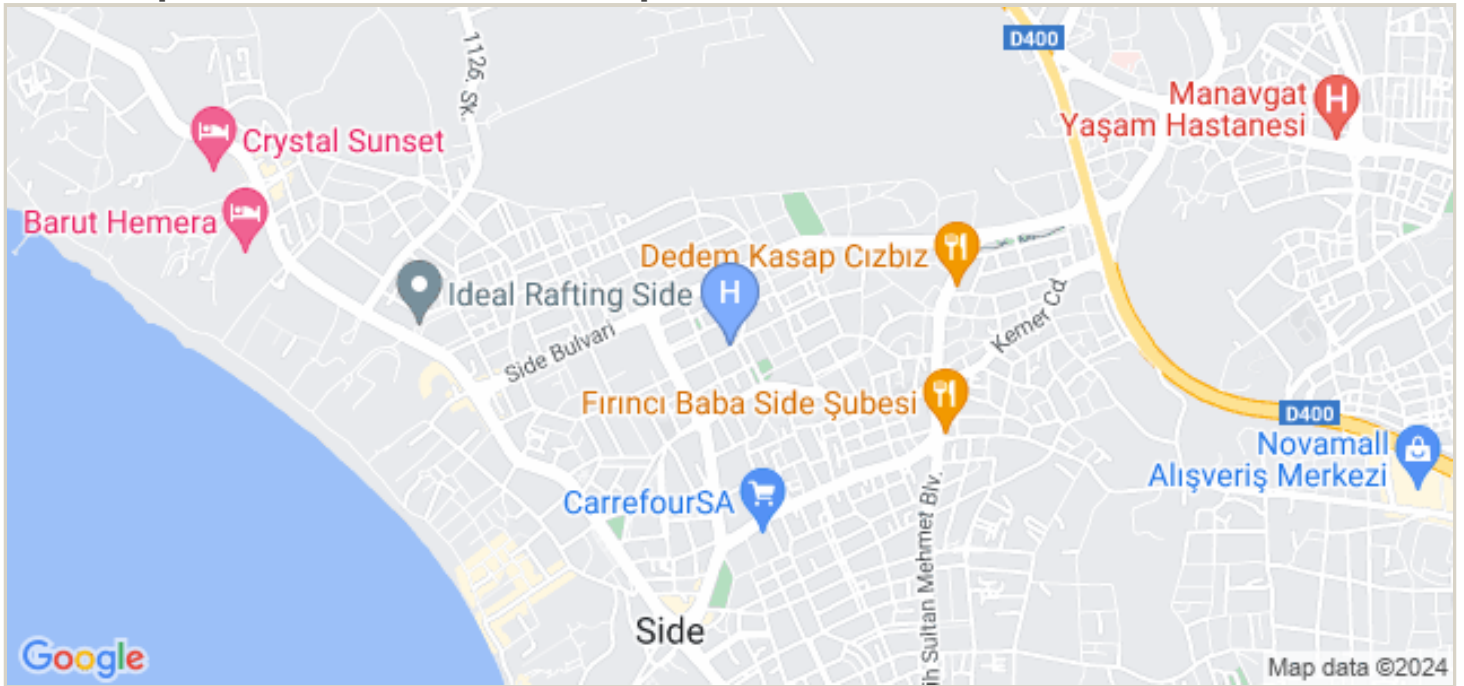 1126. Sk.
D400
Manavgat
Yaşam Hastanesi
H
Crystal Sunset
Barut Hemera
Dedem Kasap Cızbız
Ideal Rafting Side
H
Kemer Cd.
Side Bulvarı
Fırıncı Baba Side Şubesi
D400
Novamall
Alışveriş Merkezi
CarrefourSA
ih Sultan Mehmet Blv.
Side
Google
Map data ©2024